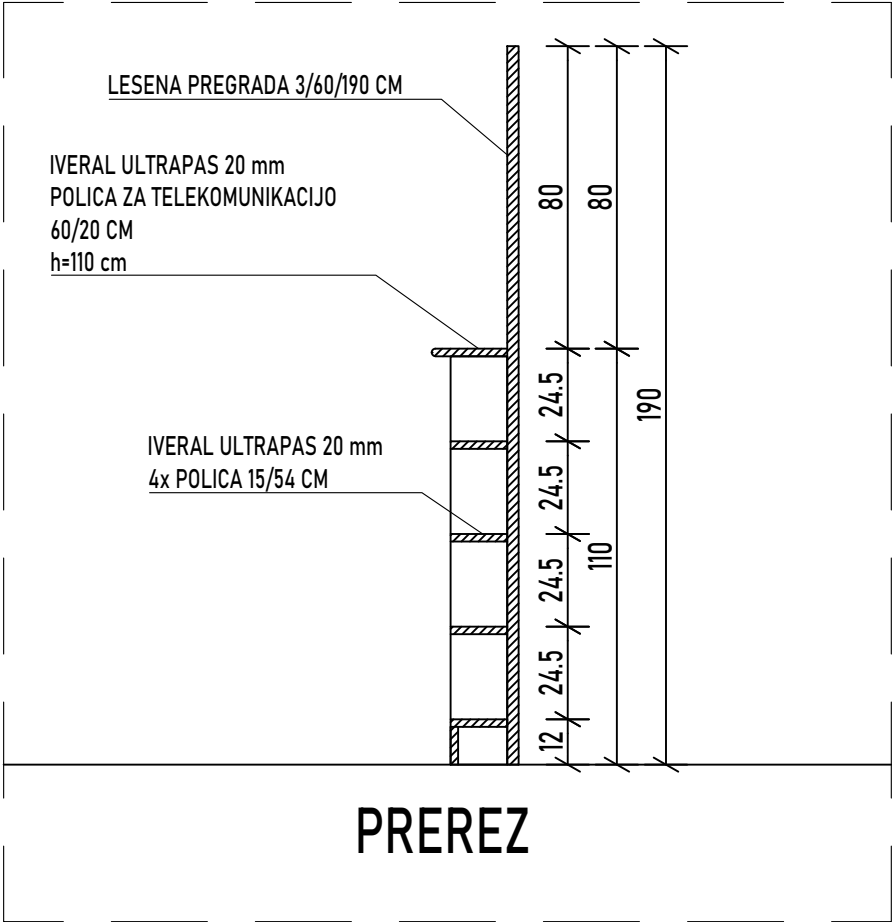 LESENA PREGRADA 3/60/190 CM
IVERAL ULTRAPAS 20 mm
POLICA ZA TELEKOMUNIKACIJO
60/20 CM
h=110 cm
IVERAL ULTRAPAS 20 mm
4x POLICA 15/54 CM
80
80
24.5
190
24.5
24.5
110
24.5
12
PREREZ